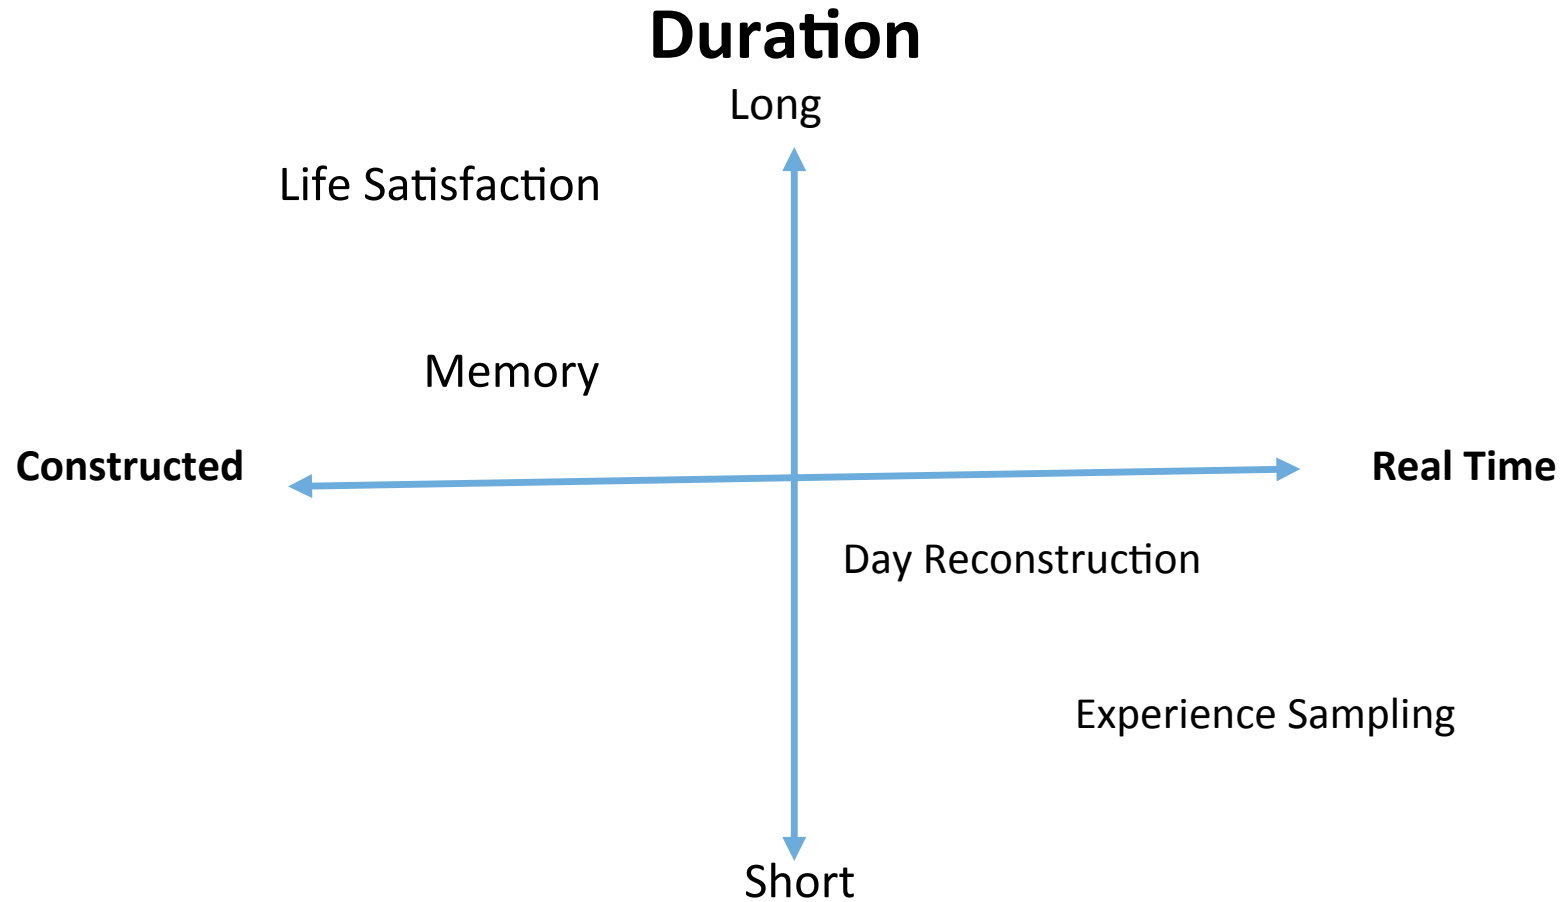 Duration
Long
Life Satisfaction
Memory
Constructed
Real Time
Day Reconstruction
Experience Sampling
Short